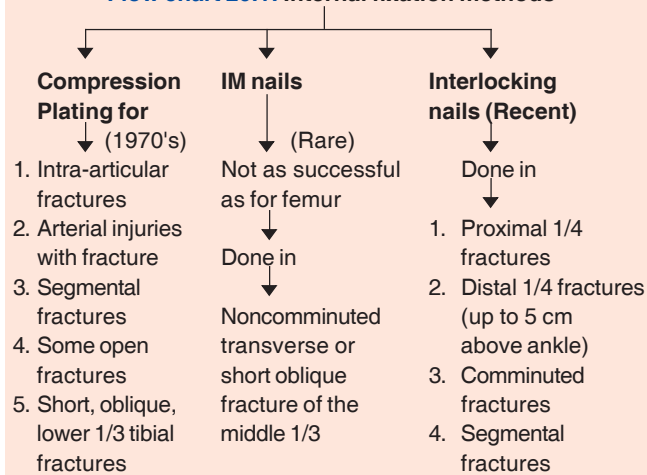 Compression
Plating for
(1970's)
1. Intra-articular
fractures
2. Arterial injuries
with fracture
3. Segmental
fractures
4. Some open
fractures
5. Short, oblique,
lower 1/3 tibial
fractures
IM nails
(Rare)
Not as successful
as for femur
Done in
Noncomminuted
transverse or
short oblique
fracture of the
middle 1/3
Interlocking
nails (Recent)
Done in
1. Proximal 1/4
fractures
2. Distal 1/4 fractures
(up to 5 cm
above ankle)
3. Comminuted
fractures
4. Segmental
fractures